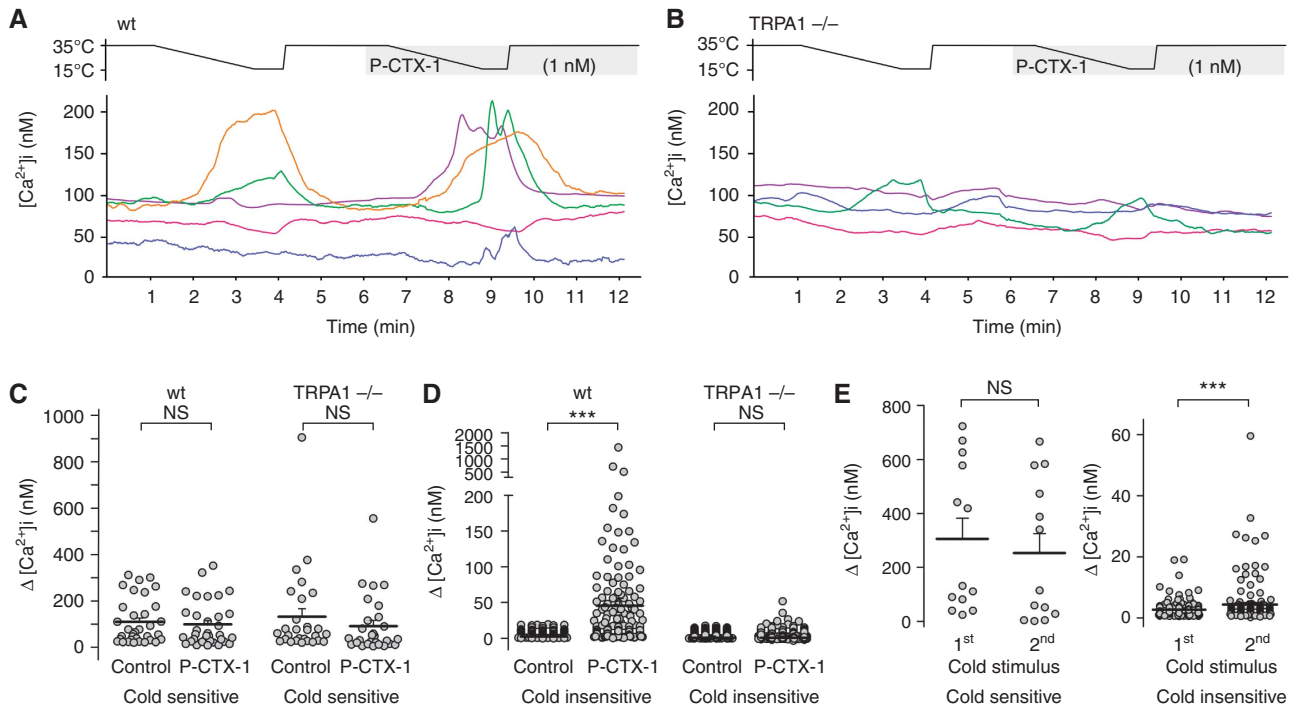 A
wt
35°C
15°C
P-CTX-1
(1 nM)
[Ca2+]i (nM)
200
150
100
50
0
1 2 3 4 5 6 7 8 9 10 11 12
Time (min)
B
TRPA1 –/–
35°C
15°C
P-CTX-1
(1 nM)
[Ca2+]i (nM)
200
150
100
50
0
1 2 3 4 5 6 7 8 9 10 11 12
Time (min)
C
wt
NS
TRPA1 –/–
NS
Δ [Ca2+]i (nM)
1000
800
600
400
200
0
Control P-CTX-1
Cold sensitive
Control P-CTX-1
Cold sensitive
D
wt
***
TRPA1 –/–
NS
Δ [Ca2+]i (nM)
2000
1500
1000
500
200
150
100
50
0
Control P-CTX-1
Cold insensitive
Control P-CTX-1
Cold insensitive
E
NS
Δ [Ca2+]i (nM)
800
600
400
200
0
1st 2nd
Cold stimulus
Cold sensitive
***
Δ [Ca2+]i (nM)
60
40
20
0
1st 2nd
Cold stimulus
Cold insensitive